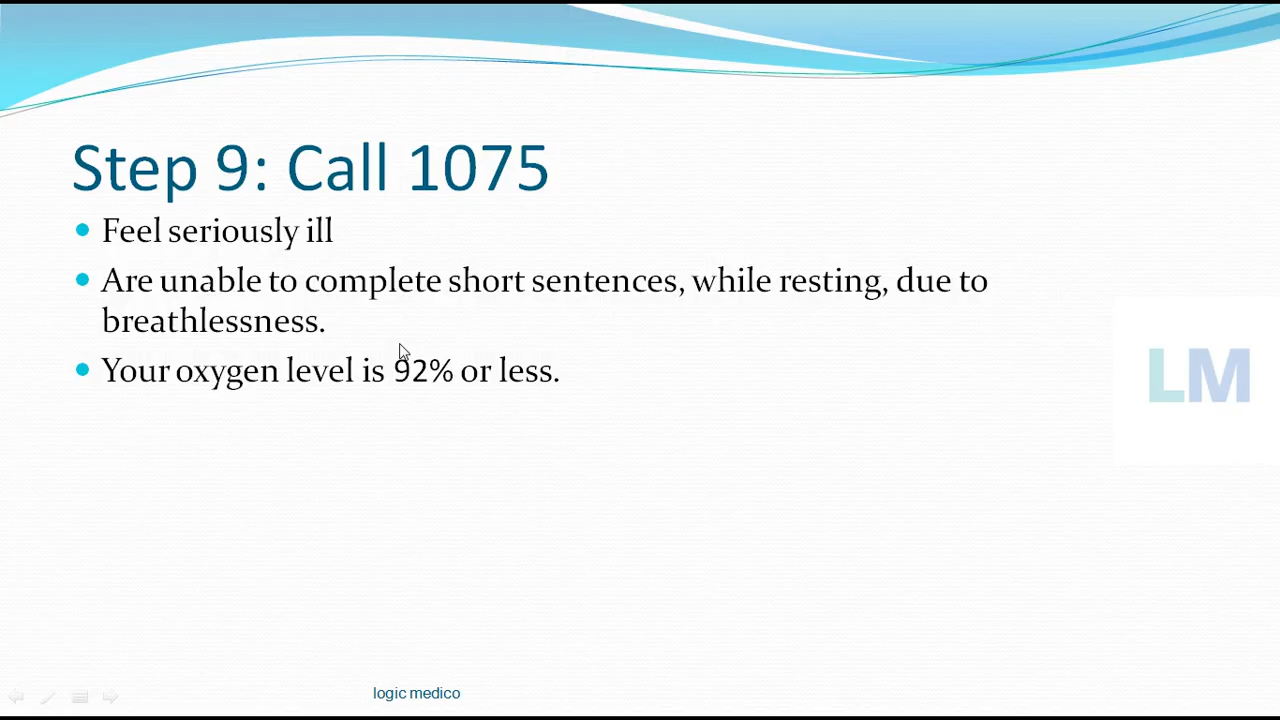 Step 9: Call 1075
Feel seriously ill
Are unable to complete short sentences, while resting, due to
breathlessness.
Your oxygen level is 92% or less.
LM
logic medico